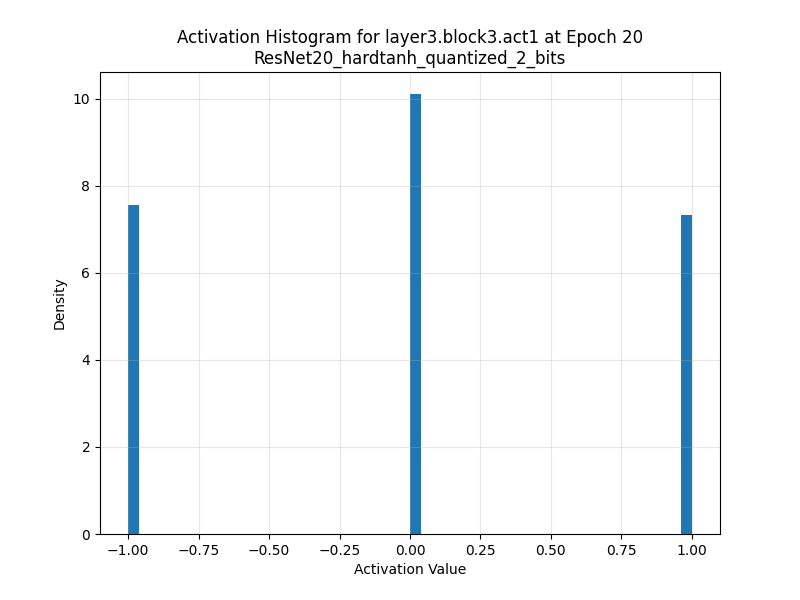 Activation Histogram for layer3.block3.act1 at Epoch 20
ResNet20_hardtanh_quantized_2_bits
10
8
6
4
2
0
Density
−1.00 −0.75 −0.50 −0.25 0.00 0.25 0.50 0.75 1.00
Activation Value